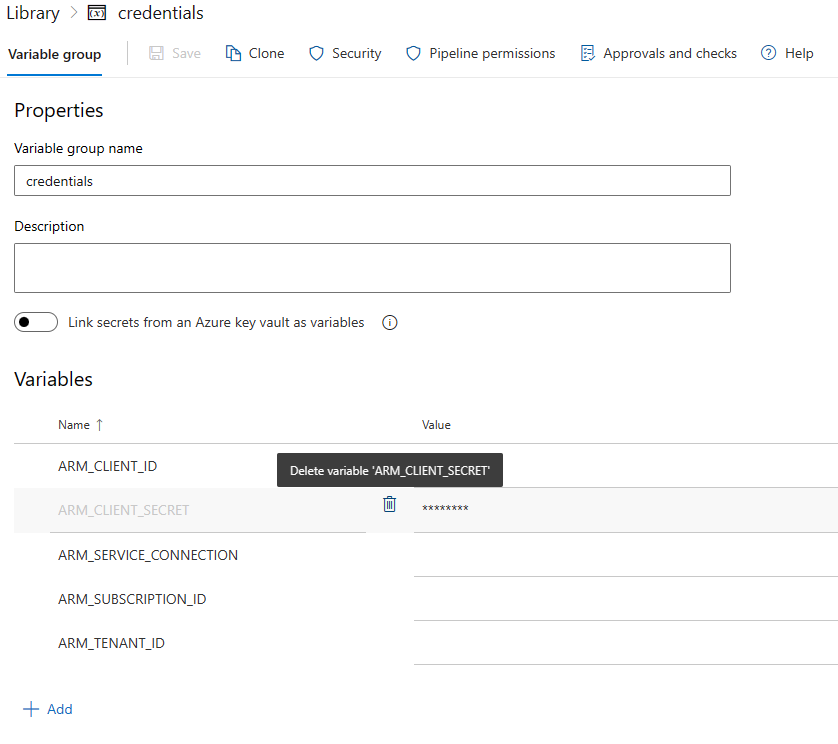 Library > credentials
Variable group Save Clone Security Pipeline permissions Approvals and checks Help
Properties
Variable group name
credentials
Description
Link secrets from an Azure key vault as variables
Variables
Name ↑ Value
ARM_CLIENT_ID
Delete variable 'ARM_CLIENT_SECRET'
ARM_CLIENT_SECRET ********
ARM_SERVICE_CONNECTION
ARM_SUBSCRIPTION_ID
ARM_TENANT_ID
+ Add